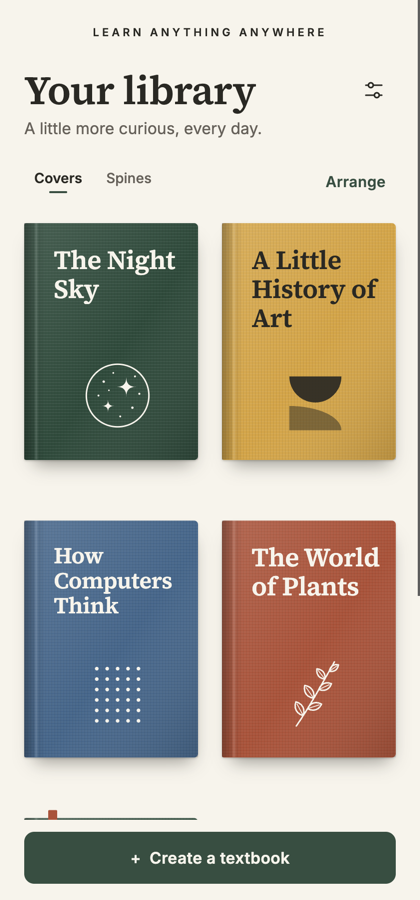 LEARN ANYTHING ANYWHERE
Your library
A little more curious, every day.
Covers
Spines
Arrange
The Night
Sky
A Little
History of
Art
How
Computers
Think
The World
of Plants
+ Create a textbook